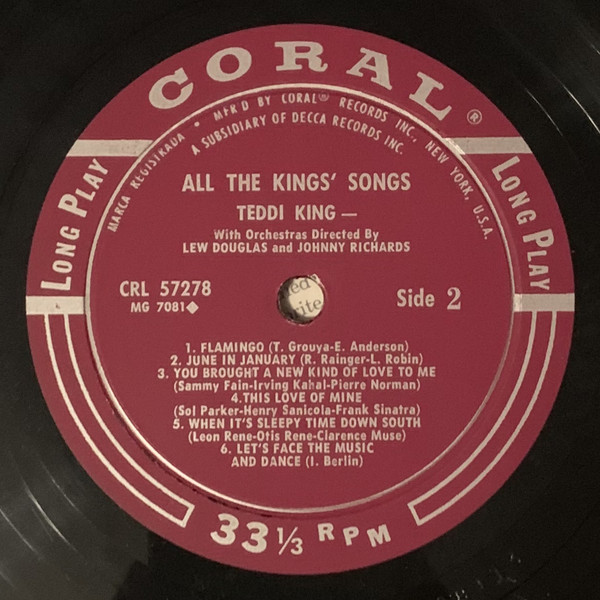 CORAL®
MARCA REGISTRADA • MFR'D BY CORAL® RECORDS INC., NEW YORK, U.S.A.
A SUBSIDIARY OF DECCA RECORDS INC.
LONG PLAY
LONG PLAY
ALL THE KINGS' SONGS
TEDDI KING —
With Orchestras Directed By
LEW DOUGLAS and JOHNNY RICHARDS
CRL 57278
MG 7081◆
Side 2
1. FLAMINGO (T. Grouya-E. Anderson)
2. JUNE IN JANUARY (R. Rainger-L. Robin)
3. YOU BROUGHT A NEW KIND OF LOVE TO ME
(Sammy Fain-Irving Kahal-Pierre Norman)
4.THIS LOVE OF MINE
(Sol Parker-Henry Sanicola-Frank Sinatra)
5. WHEN IT'S SLEEPY TIME DOWN SOUTH
(Leon Rene-Otis Rene-Clarence Muse)
6. LET'S FACE THE MUSIC
AND DANCE (I. Berlin)
33 1/3 RPM